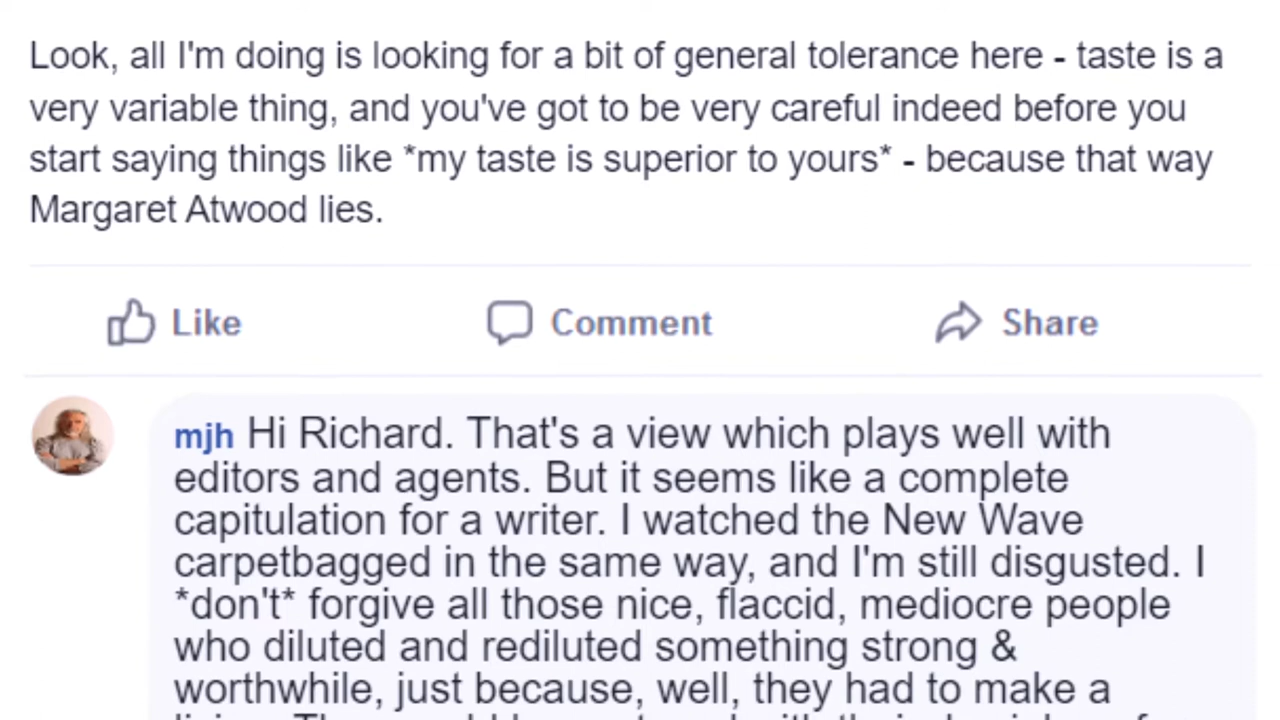 Look, all I'm doing is looking for a bit of general tolerance here - taste is a
very variable thing, and you've got to be very careful indeed before you
start saying things like *my taste is superior to yours* - because that way
Margaret Atwood lies.
Like
Comment
Share
mjh Hi Richard. That's a view which plays well with
editors and agents. But it seems like a complete
capitulation for a writer. I watched the New Wave
carpetbagged in the same way, and I'm still disgusted. I
*don't* forgive all those nice, flaccid, mediocre people
who diluted and rediluted something strong &
worthwhile, just because, well, they had to make a